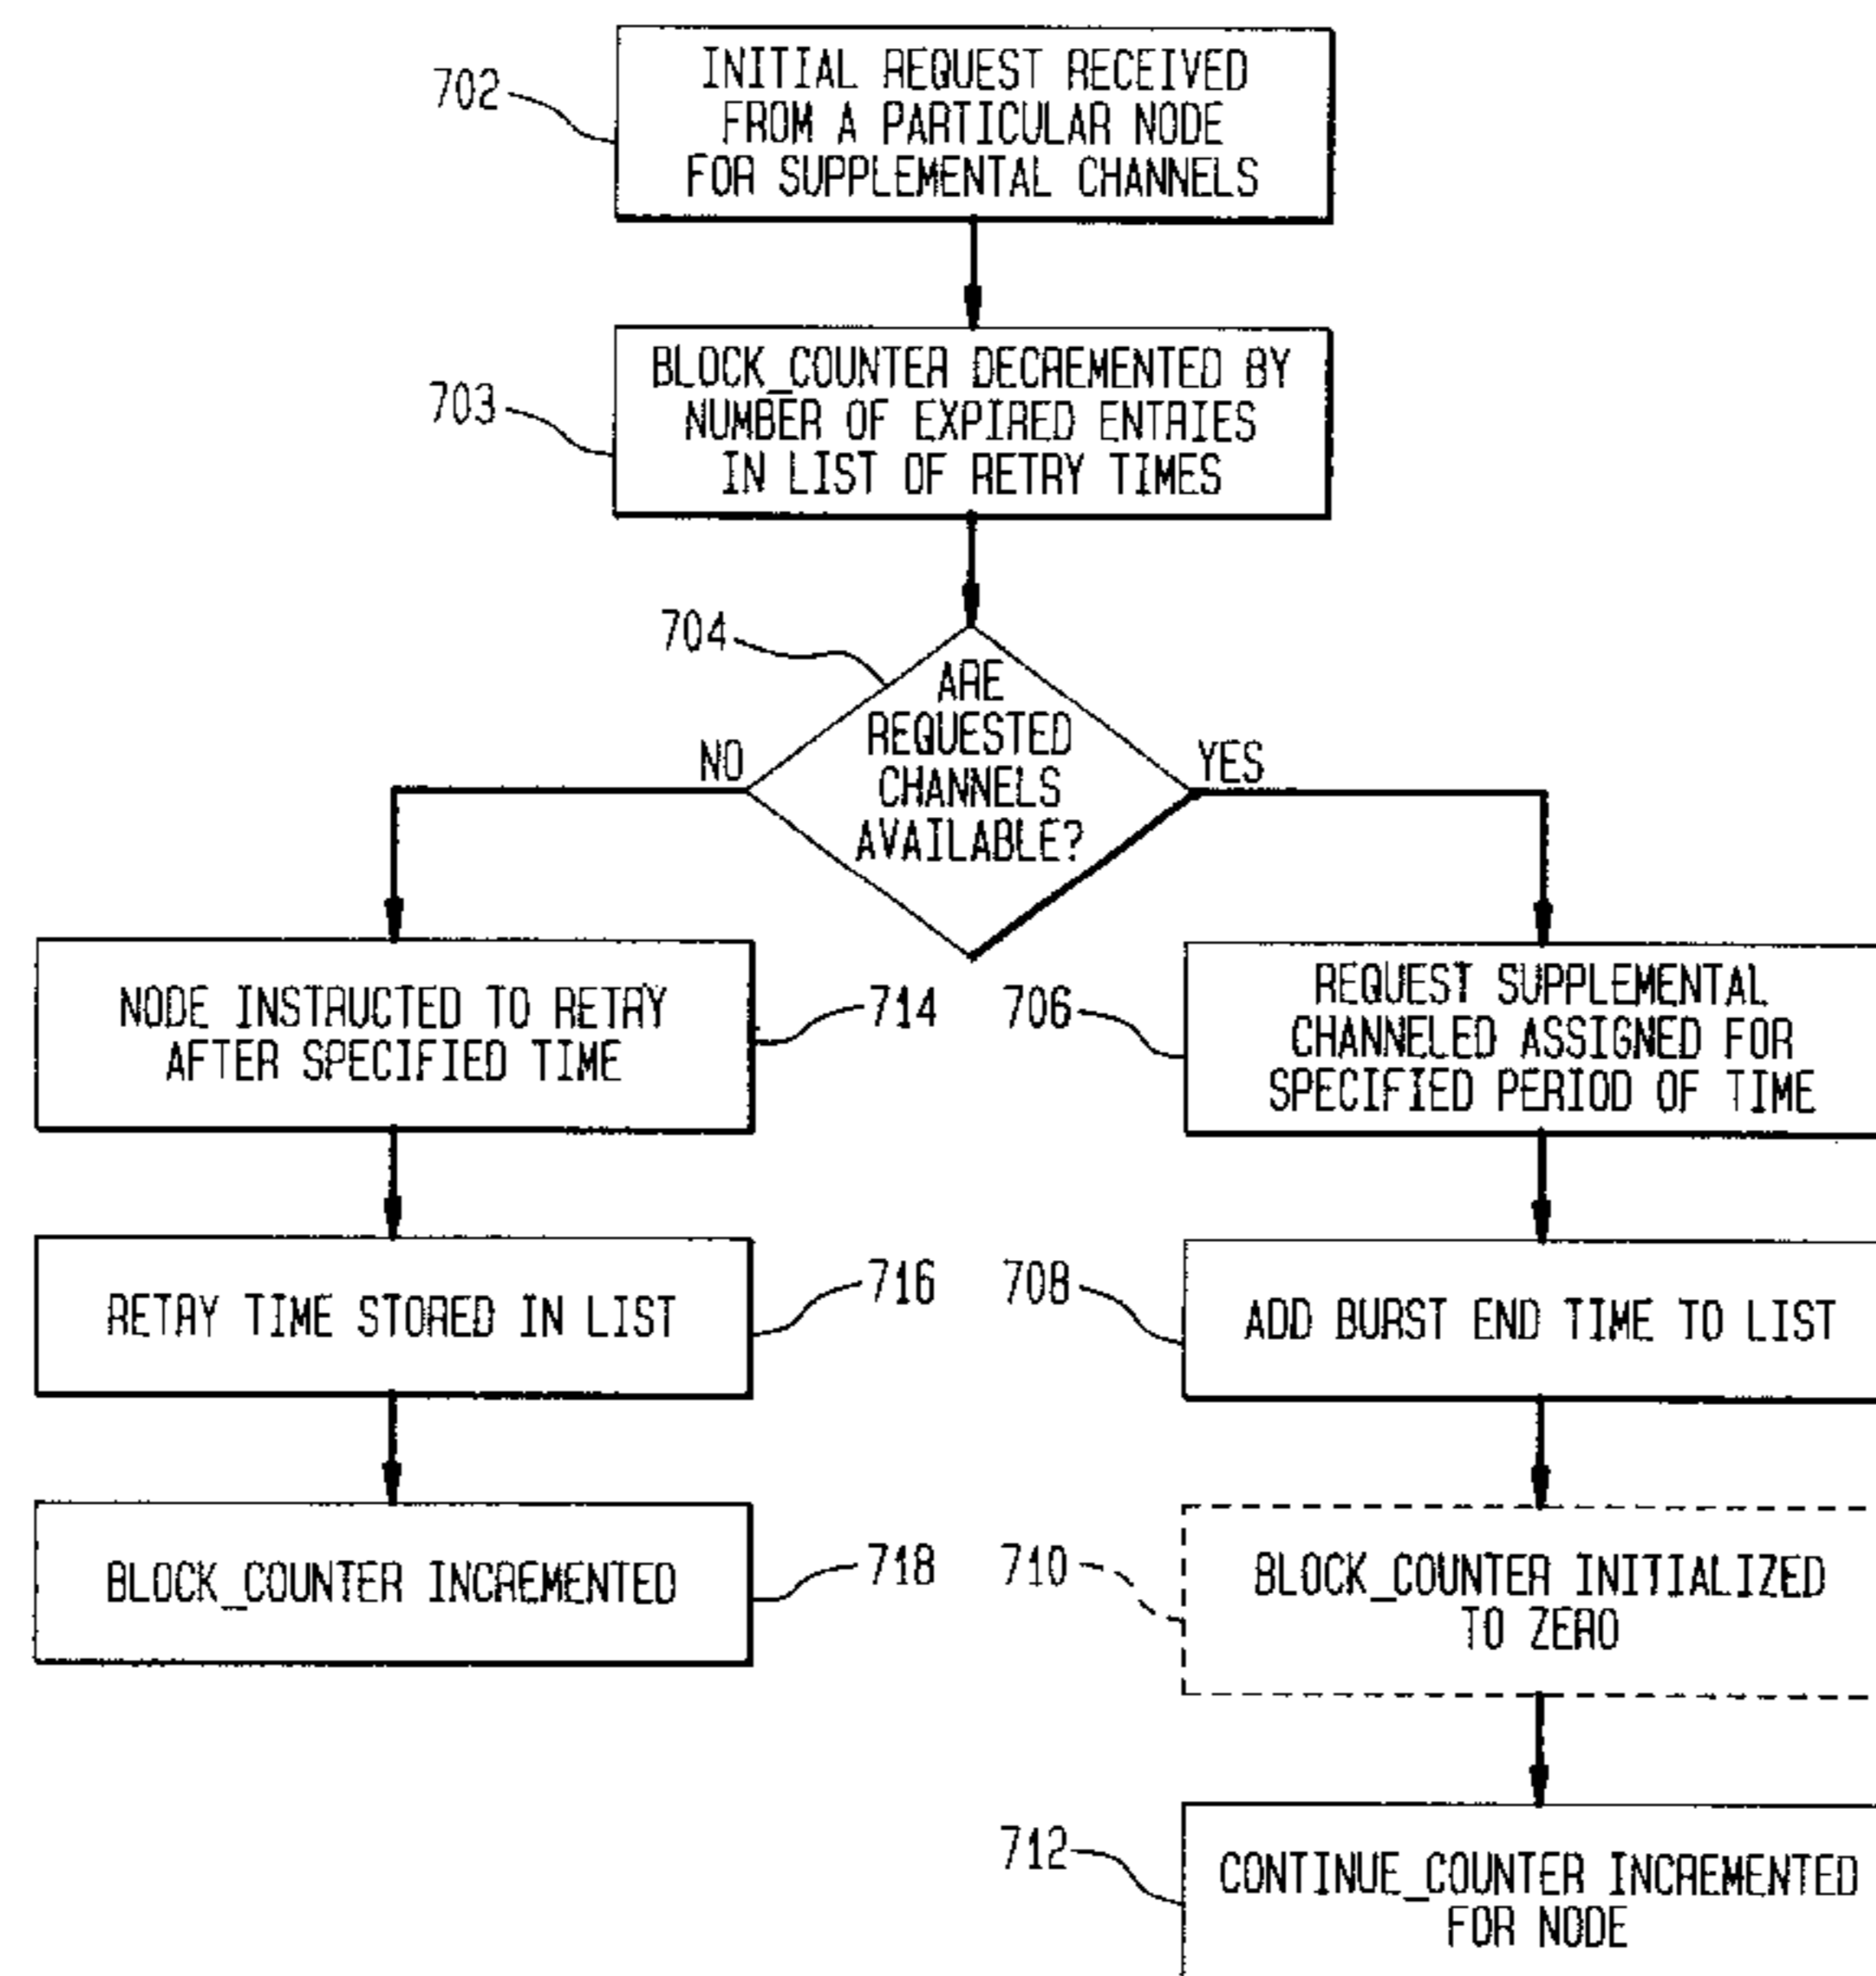 702
INITIAL REQUEST RECEIVED
FROM A PARTICULAR NODE
FOR SUPPLEMENTAL CHANNELS
703
BLOCK_COUNTER DECREMENTED BY
NUMBER OF EXPIRED ENTRIES
IN LIST OF RETRY TIMES
704
ARE
REQUESTED
CHANNELS
AVAILABLE?
NO
YES
NODE INSTRUCTED TO RETRY
AFTER SPECIFIED TIME
714
706
REQUEST SUPPLEMENTAL
CHANNELED ASSIGNED FOR
SPECIFIED PERIOD OF TIME
RETRY TIME STORED IN LIST
716
708
ADD BURST END TIME TO LIST
BLOCK_COUNTER INCREMENTED
718
710
BLOCK_COUNTER INITIALIZED
TO ZERO
712
CONTINUE_COUNTER INCREMENTED
FOR NODE